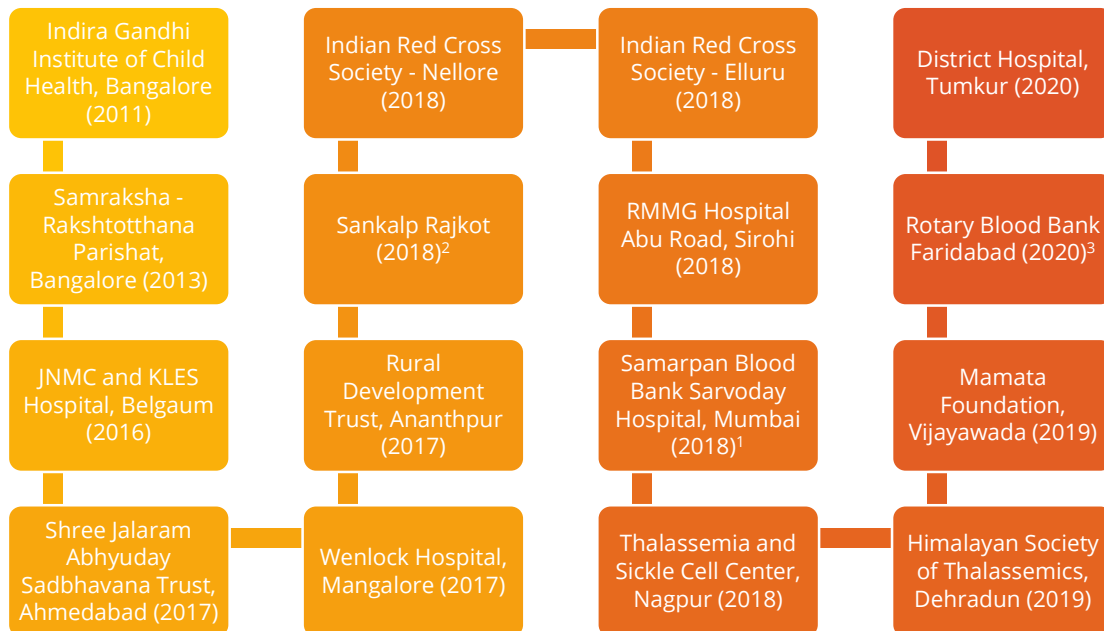 Indira Gandhi
Institute of Child
Health, Bangalore
(2011)
Samraksha -
Rakshtotthana
Parishat,
Bangalore (2013)
JNMC and KLES
Hospital, Belgaum
(2016)
Shree Jalaram
Abhyuday
Sadbhavana Trust,
Ahmedabad (2017)
Wenlock Hospital,
Mangalore (2017)
Rural
Development
Trust, Ananthpur
(2017)
Sankalp Rajkot
(2018)²
Indian Red Cross
Society - Nellore
(2018)
Indian Red Cross
Society - Elluru
(2018)
RMMG Hospital
Abu Road, Sirohi
(2018)
Samarpan Blood
Bank Sarvoday
Hospital, Mumbai
(2018)¹
Thalassemia and
Sickle Cell Center,
Nagpur (2018)
Himalayan Society
of Thalassemics,
Dehradun (2019)
Mamata
Foundation,
Vijayawada (2019)
Rotary Blood Bank
Faridabad (2020)³
District Hospital,
Tumkur (2020)